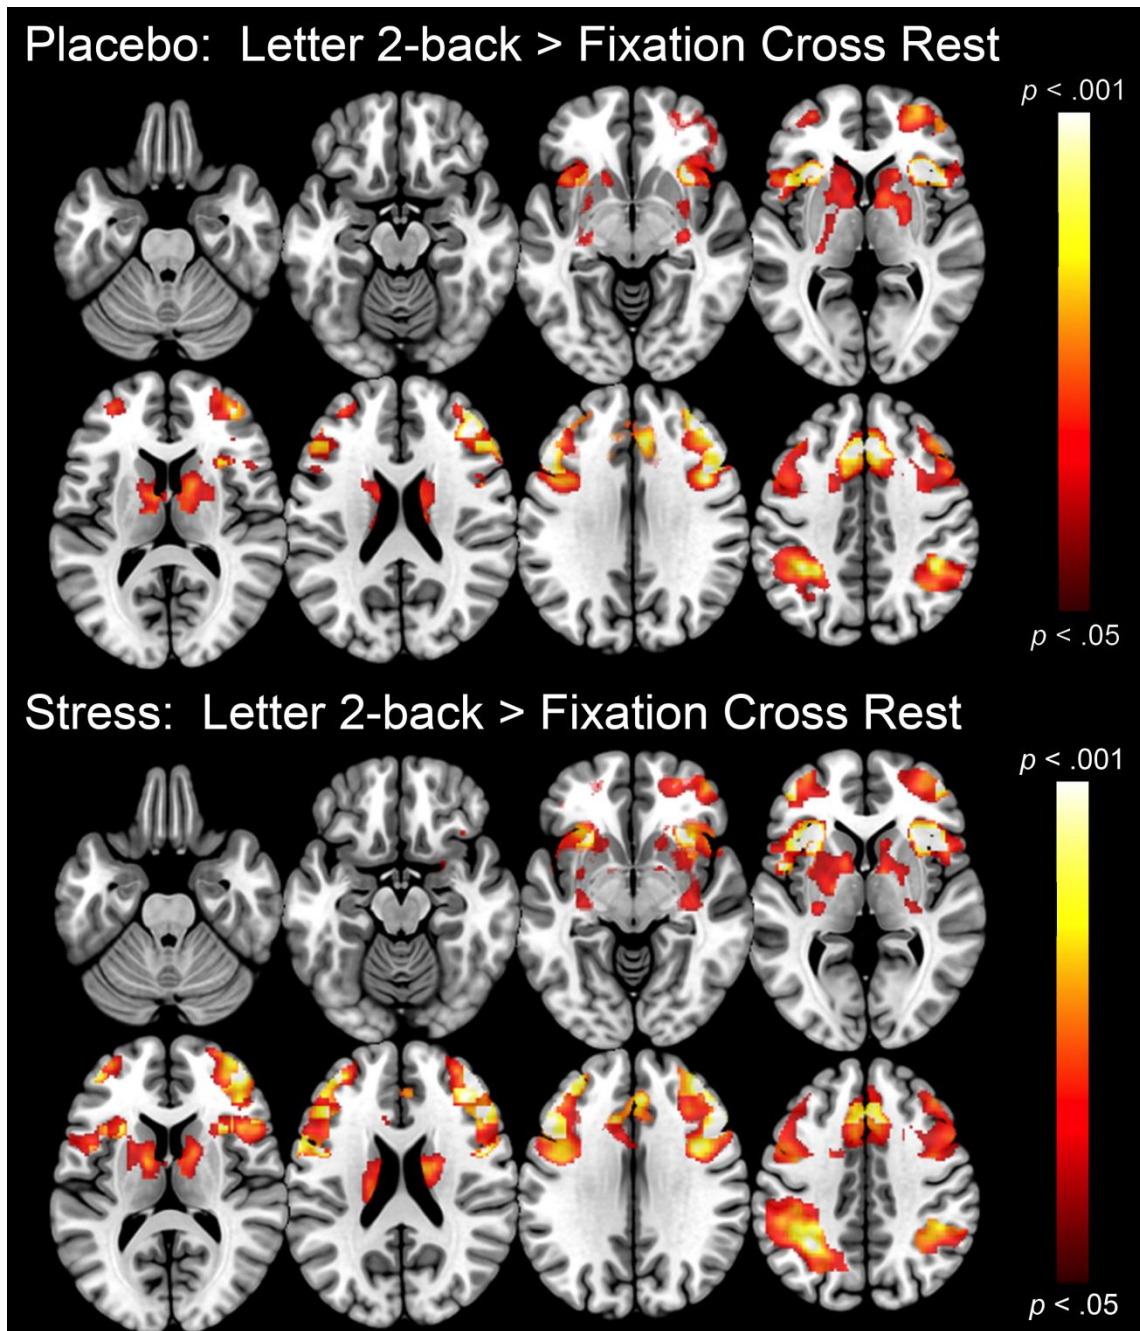 Placebo:  Letter 2-back > Fixation Cross Rest
p < .001
p < .05
Stress:  Letter 2-back > Fixation Cross Rest
p < .001
p < .05